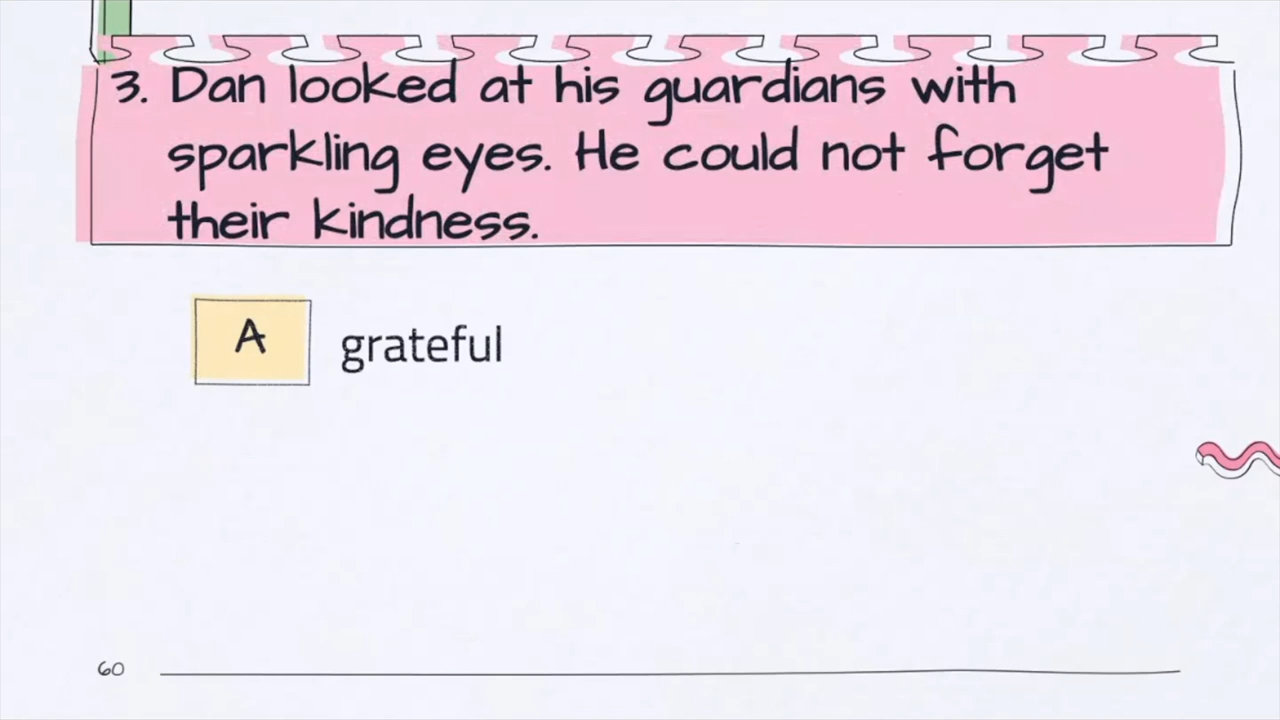 3. Dan looked at his guardians with
sparkling eyes. He could not forget
their kindness.
A grateful
60